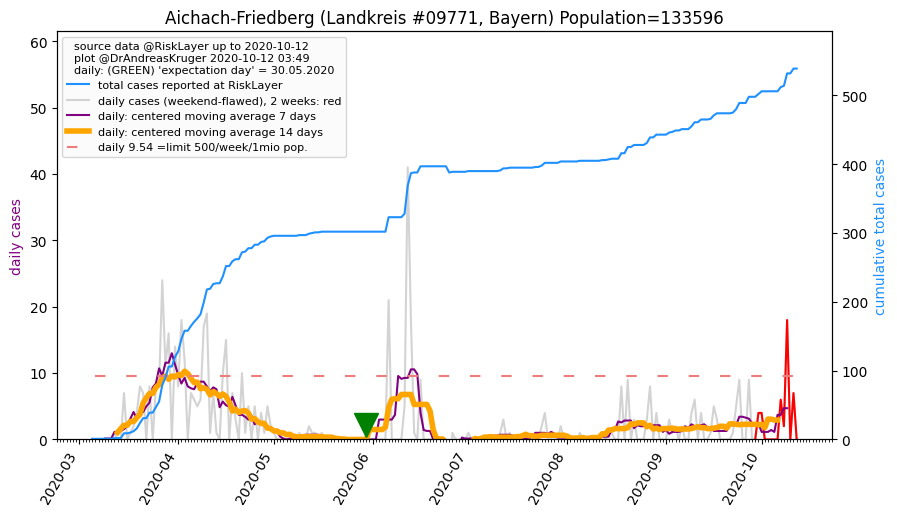 Aichach-Friedberg (Landkreis #09771, Bayern) Population=133596
source data @RiskLayer up to 2020-10-12
plot @DrAndreasKruger 2020-10-12 03:49
daily: (GREEN) 'expectation day' = 30.05.2020
total cases reported at RiskLayer
daily cases (weekend-flawed), 2 weeks: red
daily: centered moving average 7 days
daily: centered moving average 14 days
daily 9.54 =limit 500/week/1mio pop.
daily cases
60
50
40
30
20
10
0
cumulative total cases
500
400
300
200
100
0
2020-03
2020-04
2020-05
2020-06
2020-07
2020-08
2020-09
2020-10